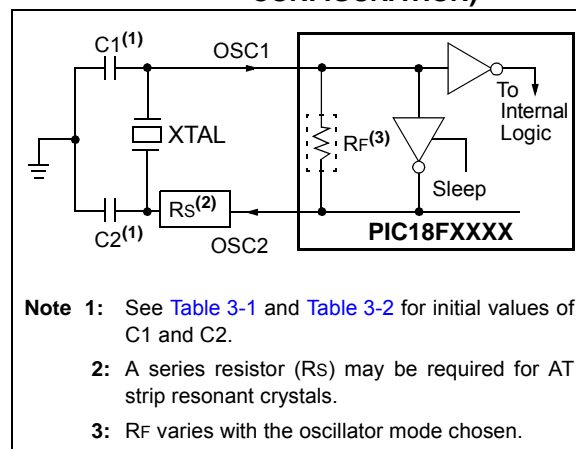 CONFIGURATION)
C1(1)
OSC1
To
Internal
Logic
XTAL
RF(3)
Sleep
RS(2)
C2(1)
OSC2
PIC18FXXXX
Note 1: See Table 3-1 and Table 3-2 for initial values of
C1 and C2.
2: A series resistor (RS) may be required for AT
strip resonant crystals.
3: RF varies with the oscillator mode chosen.